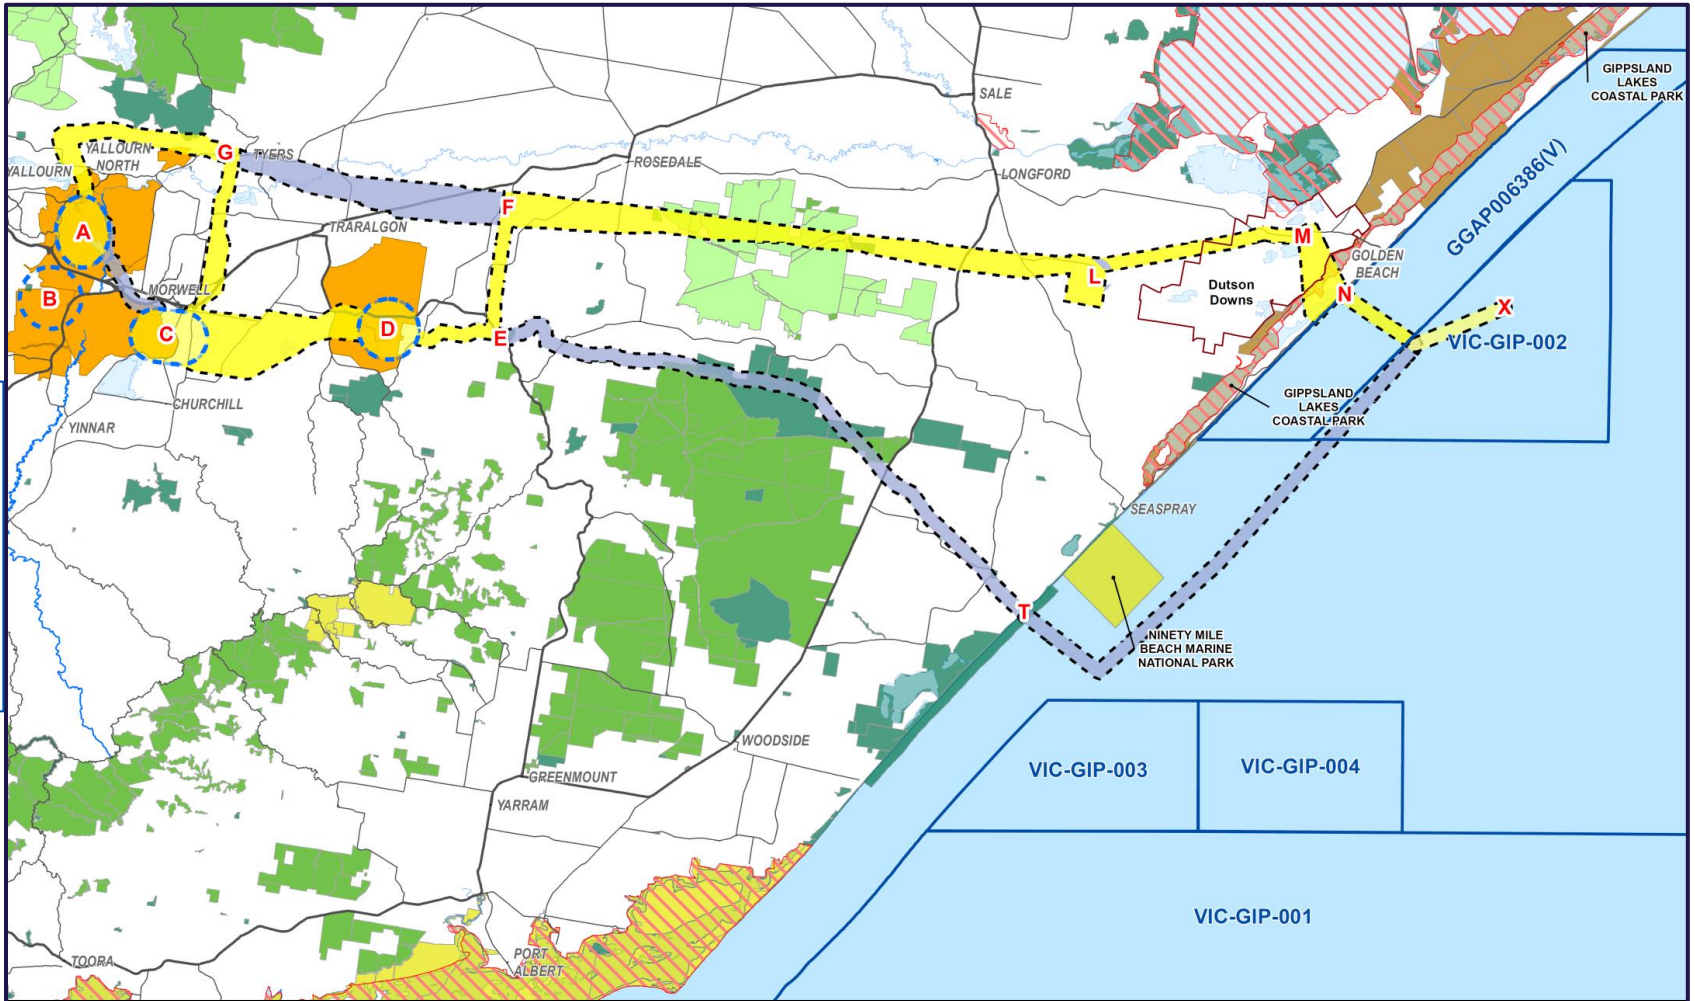 SALE
GIPPSLAND
LAKES
COASTAL PARK
GGAP006386(V)
YALLOURN
NORTH
YALLOURN
G
TYERS
ROSEDALE
LONGFORD
F
A
TRARALGON
M
GOLDEN
BEACH
L
Dutson
Downs
N
B
MORWELL
X
C
D
E
VIC-GIP-002
GIPPSLAND
LAKES
COASTAL PARK
CHURCHILL
YINNAR
SEASPRAY
T
NINETY MILE
BEACH MARINE
NATIONAL PARK
WOODSIDE
VIC-GIP-003
VIC-GIP-004
GREENMOUNT
YARRAM
VIC-GIP-001
PORT
ALBERT
TOORA